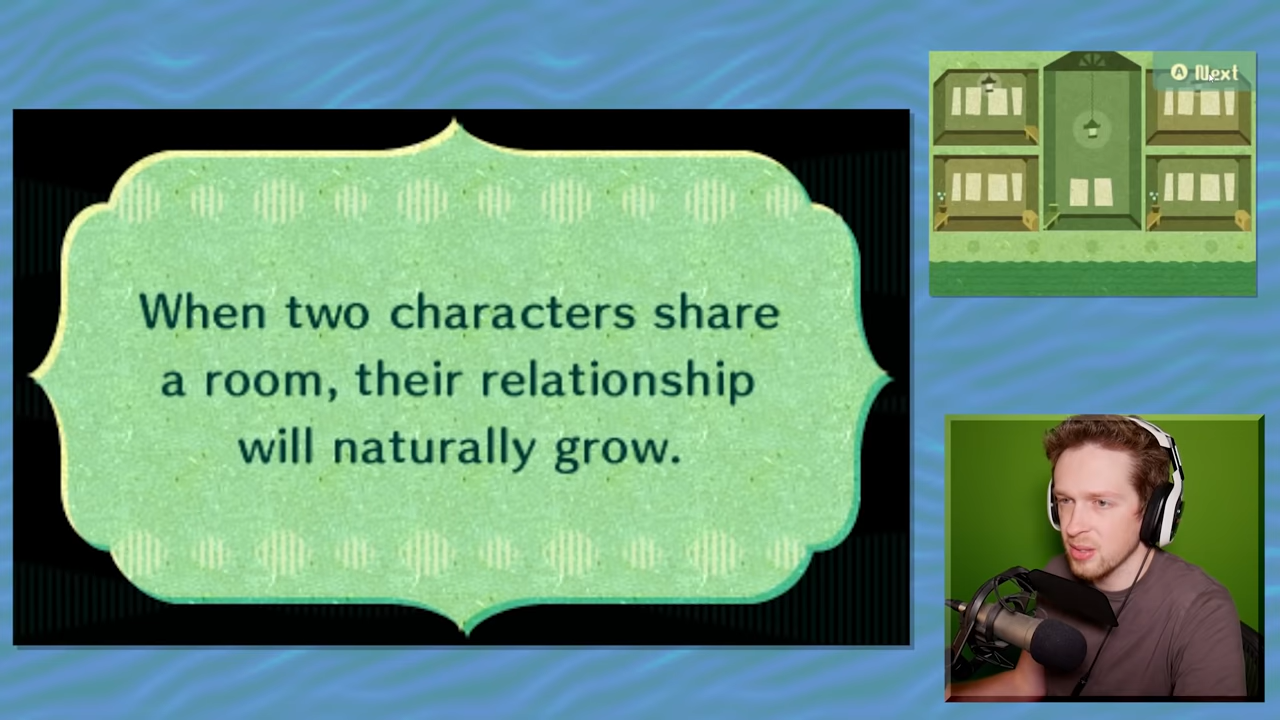 When two characters share
a room, their relationship
will naturally grow.
A Next